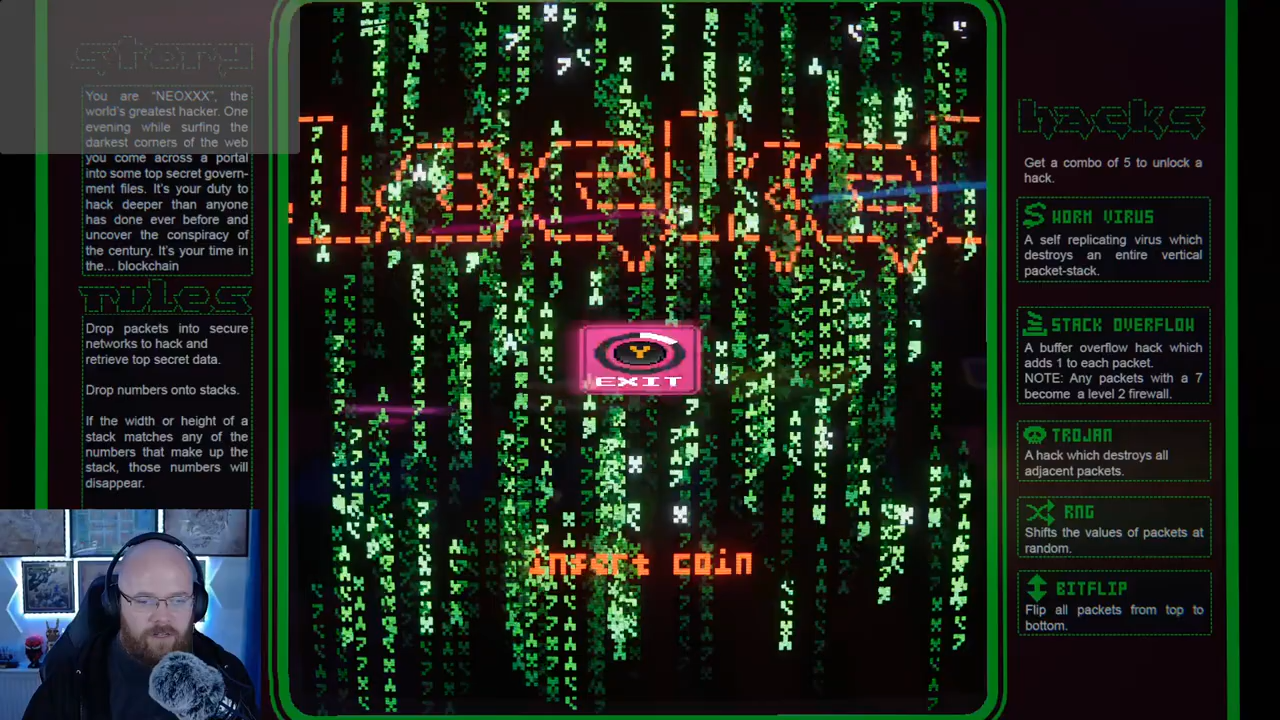 story
You are "NEOXXX", the
world's greatest hacker. One
evening while surfing the
darkest corners of the web
you come across a portal
into some top secret govern-
ment files. It's your duty to
hack deeper than anyone
has done ever before and
uncover the conspiracy of
the century. It's your time in
the... blockchain
rules
Drop packets into secure
networks to hack and
retrieve top secret data.
Drop numbers onto stacks.
If the width or height of a
stack matches any of the
numbers that make up the
stack, those numbers will
disappear.
Y
EXIT
insert coin
hacks
Get a combo of 5 to unlock a
hack.
WORM VIRUS
A self replicating virus which
destroys an entire vertical
packet-stack.
STACK OVERFLOW
A buffer overflow hack which
adds 1 to each packet.
NOTE: Any packets with a 7
become a level 2 firewall.
TROJAN
A hack which destroys all
adjacent packets.
RNG
Shifts the values of packets at
random.
BITFLIP
Flip all packets from top to
bottom.